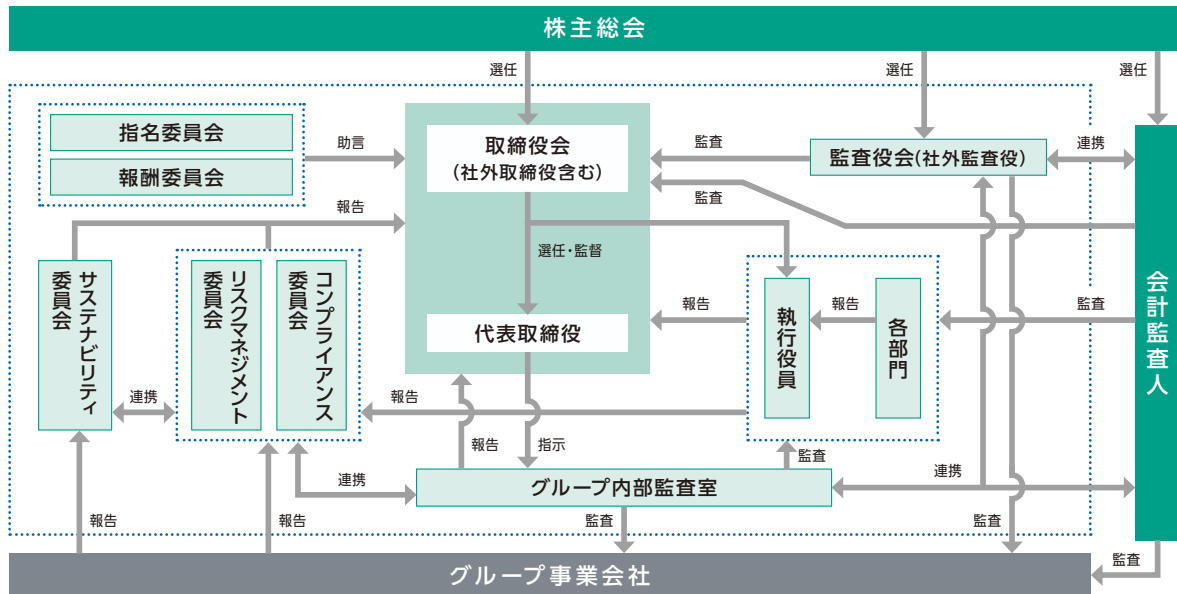 株主総会
選任
選任
選任
指名委員会
報酬委員会
助言
取締役会
(社外取締役含む)
監査
監査役会(社外監査役)
連携
監査
報告
選任・監督
サステナビリティ
委員会
リスクマネジメント
委員会
コンプライアンス
委員会
代表取締役
報告
執行役員
報告
各部門
監査
会計監査人
連携
報告
報告
指示
監査
連携
グループ内部監査室
連携
報告
報告
監査
監査
監査
グループ事業会社